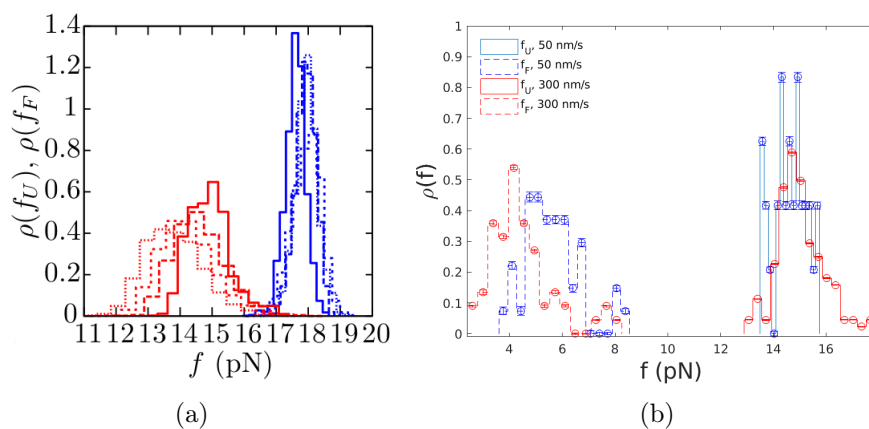 ρ(f_U), ρ(f_F)
1.4
1.2
1
0.8
0.6
0.4
0.2
0
11 12 13 14 15 16 17 18 19 20
f (pN)
(a)
ρ(f)
1
0.9
0.8
0.7
0.6
0.5
0.4
0.3
0.2
0.1
0
f_U, 50 nm/s
f_F, 50 nm/s
f_U, 300 nm/s
f_F, 300 nm/s
4 6 8 14 16
f (pN)
(b)